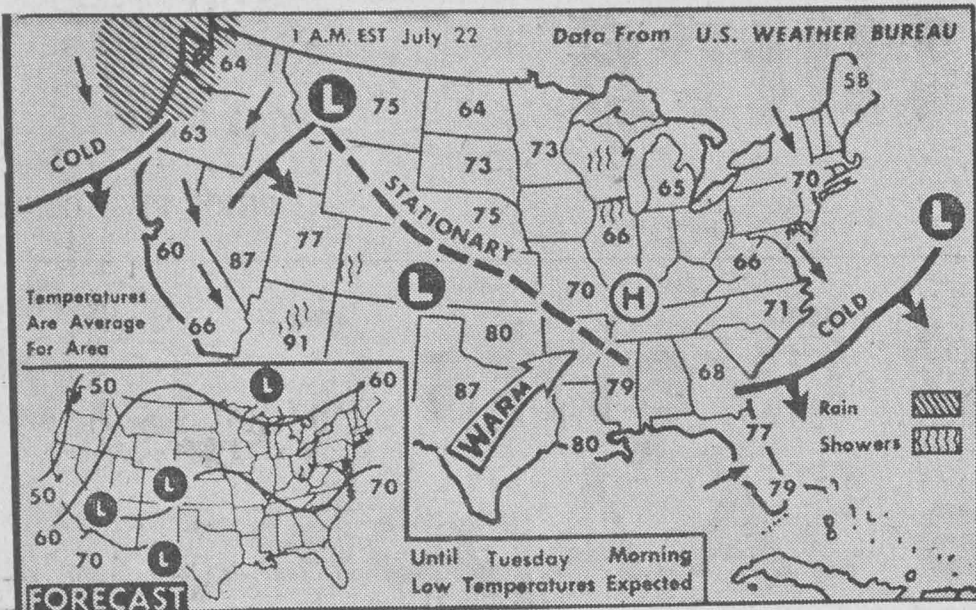 1 A.M. EST July 22 Data From U.S. WEATHER BUREAU
58
64
L 75 64
63
COLD
73 73
65
70
STATIONARY
75
L
60 87 77
66
66
L
70 H
71
COLD
Temperatures
Are Average
For Area
66 91
80
87
WARM
79
68
80
77
79
Rain
Showers
50 L 60
L
L
50
60
70
70
L
FORECAST
Until Tuesday Morning
Low Temperatures Expected